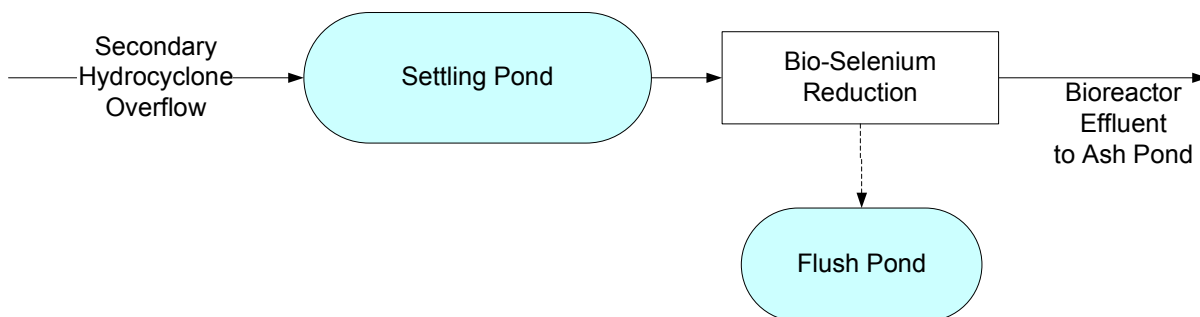 Secondary
Hydrocyclone
Overflow
Settling Pond
Bio-Selenium
Reduction
Bioreactor
Effluent
to Ash Pond
Flush Pond